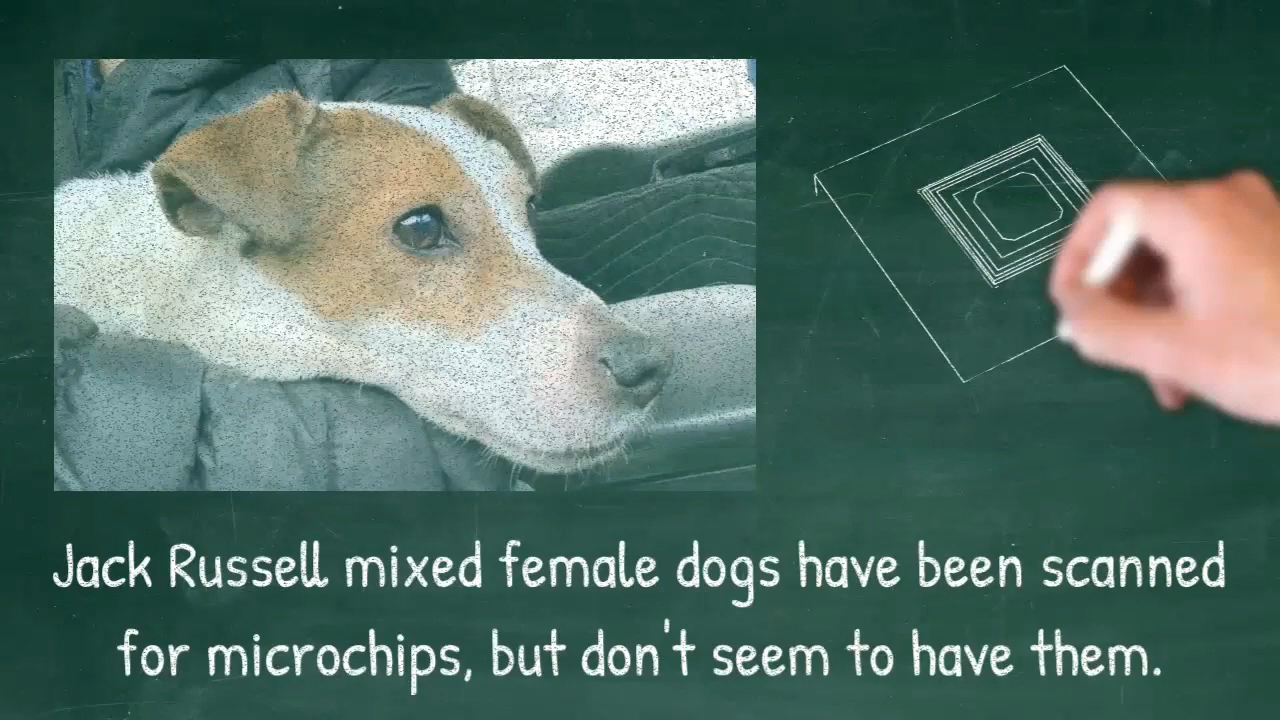 Jack Russell mixed female dogs have been scanned
for microchips, but don't seem to have them.